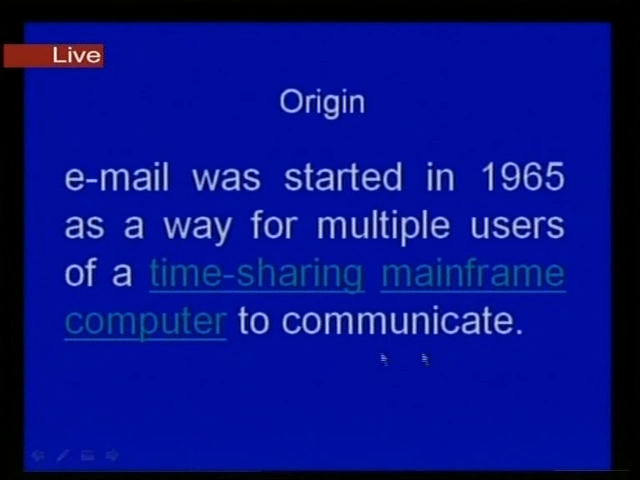 Live
Origin
e-mail was started in 1965
as a way for multiple users
of a time-sharing mainframe
computer to communicate.